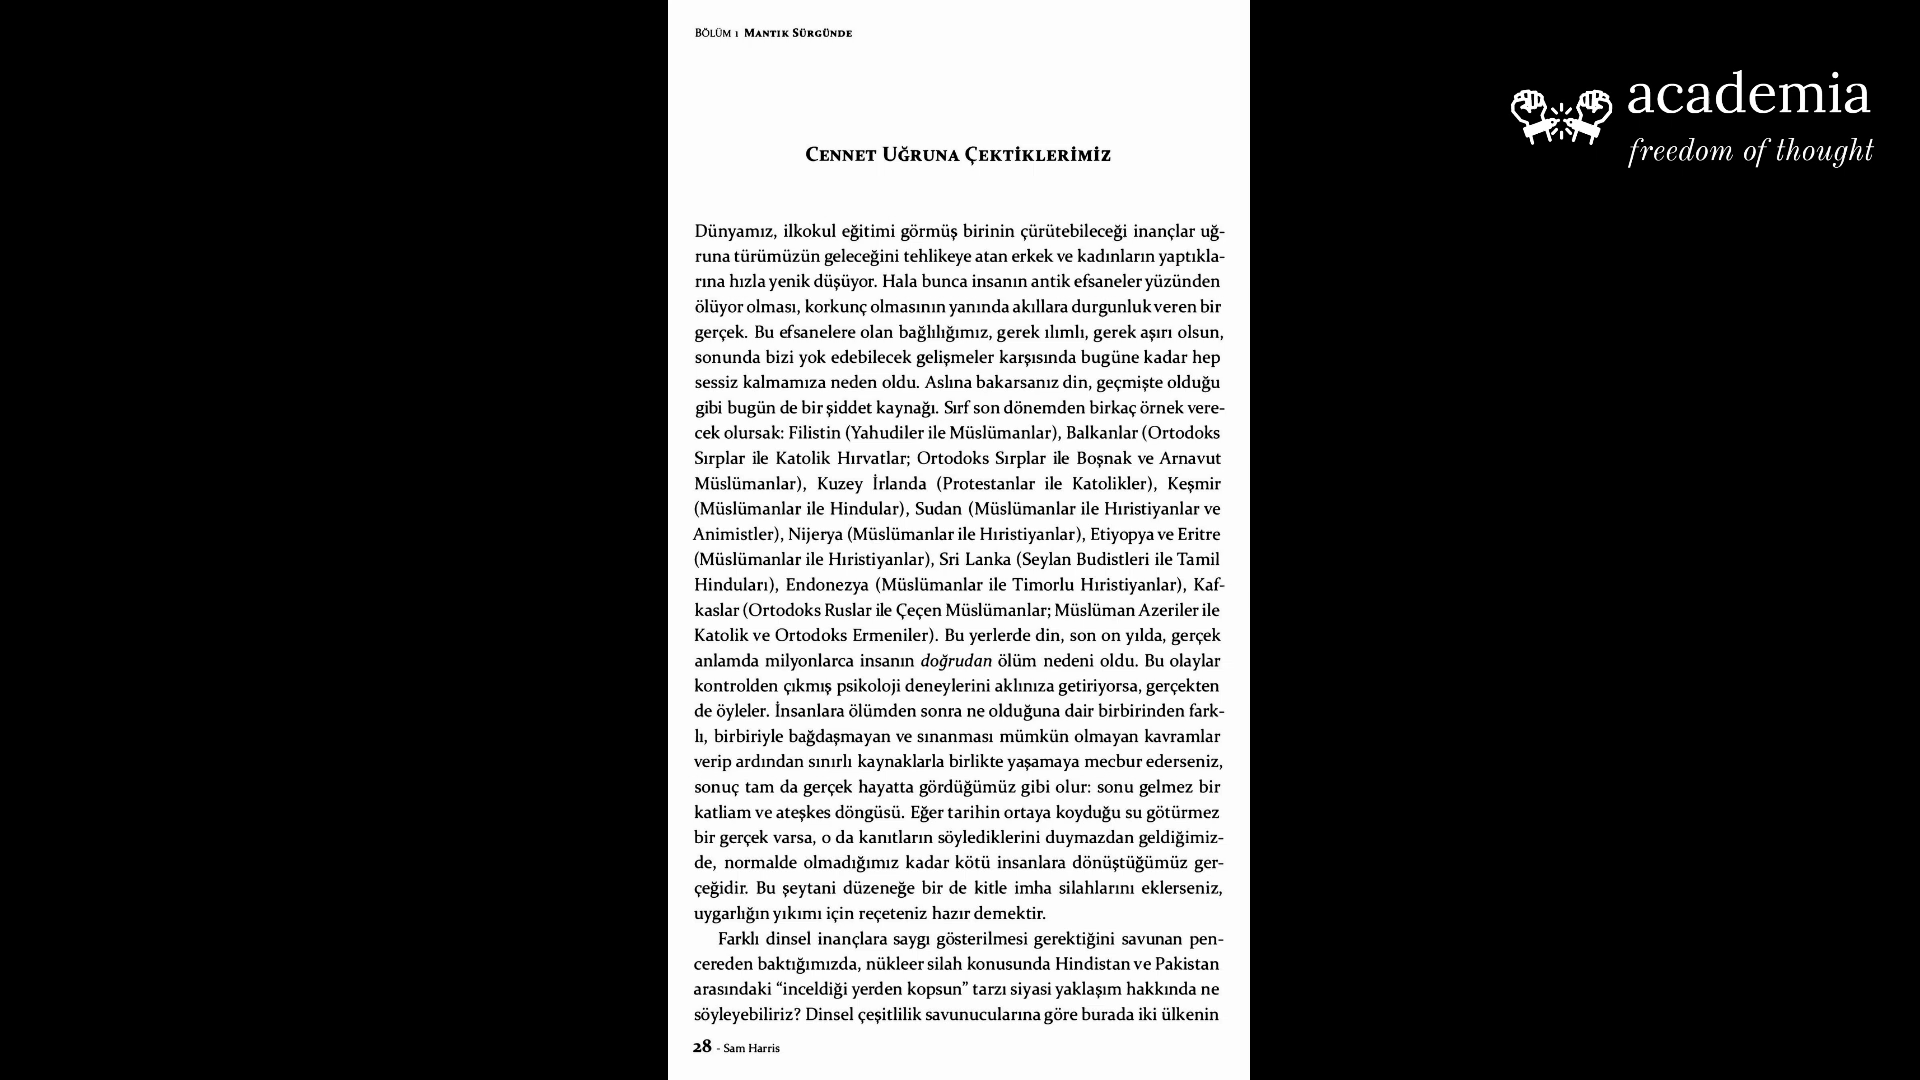 BÖLÜM 1 MANTIK SÜRGÜNDE
academia
freedom of thought
CENNET UĞRUNA ÇEKTİKLERİMİZ
Dünyamız, ilkokul eğitimi görmüş birinin çürütebileceği inançlar uğ-
runa türümüzün geleceğini tehlikeye atan erkek ve kadınların yaptıkla-
rına hızla yenik düşüyor. Hala bunca insanın antik efsaneler yüzünden
ölüyor olması, korkunç olmasının yanında akıllara durgunluk veren bir
gerçek. Bu efsanelere olan bağlılığımız, gerek ılımlı, gerek aşırı olsun,
sonunda bizi yok edebilecek gelişmeler karşısında bugüne kadar hep
sessiz kalmamıza neden oldu. Aslına bakarsanız din, geçmişte olduğu
gibi bugün de bir şiddet kaynağı. Sırf son dönemden birkaç örnek vere-
cek olursak: Filistin (Yahudiler ile Müslümanlar), Balkanlar (Ortodoks
Sırplar ile Katolik Hırvatlar; Ortodoks Sırplar ile Boşnak ve Arnavut
Müslümanlar), Kuzey İrlanda (Protestanlar ile Katolikler), Keşmir
(Müslümanlar ile Hindular), Sudan (Müslümanlar ile Hıristiyanlar ve
Animistler), Nijerya (Müslümanlar ile Hıristiyanlar), Etiyopya ve Eritre
(Müslümanlar ile Hıristiyanlar), Sri Lanka (Seylan Budistleri ile Tamil
Hinduları), Endonezya (Müslümanlar ile Timorlu Hıristiyanlar), Kaf-
kaslar (Ortodoks Ruslar ile Çeçen Müslümanlar; Müslüman Azeriler ile
Katolik ve Ortodoks Ermeniler). Bu yerlerde din, son on yılda, gerçek
anlamda milyonlarca insanın doğrudan ölüm nedeni oldu. Bu olaylar
kontrolden çıkmış psikoloji deneylerini aklınıza getiriyorsa, gerçekten
de öyleler. İnsanlara ölümden sonra ne olduğuna dair birbirinden fark-
lı, birbiriyle bağdaşmayan ve sınanması mümkün olmayan kavramlar
verip ardından sınırlı kaynaklarla birlikte yaşamaya mecbur ederseniz,
sonuç tam da gerçek hayatta gördüğümüz gibi olur: sonu gelmez bir
katliam ve ateşkes döngüsü. Eğer tarihin ortaya koyduğu su götürmez
bir gerçek varsa, o da kanıtların söylediklerini duymazdan geldiğimiz-
de, normalde olmadığımız kadar kötü insanlara dönüştüğümüz ger-
çeğidir. Bu şeytani düzeneğe bir de kitle imha silahlarını eklerseniz,
uygarlığın yıkımı için reçeteniz hazır demektir.
Farklı dinsel inançlara saygı gösterilmesi gerektiğini savunan pen-
cereden baktığımızda, nükleer silah konusunda Hindistan ve Pakistan
arasındaki “inceldiği yerden kopsun” tarzı siyasi yaklaşım hakkında ne
söyleyebiliriz? Dinsel çeşitlilik savunucularına göre burada iki ülkenin
28 - Sam Harris